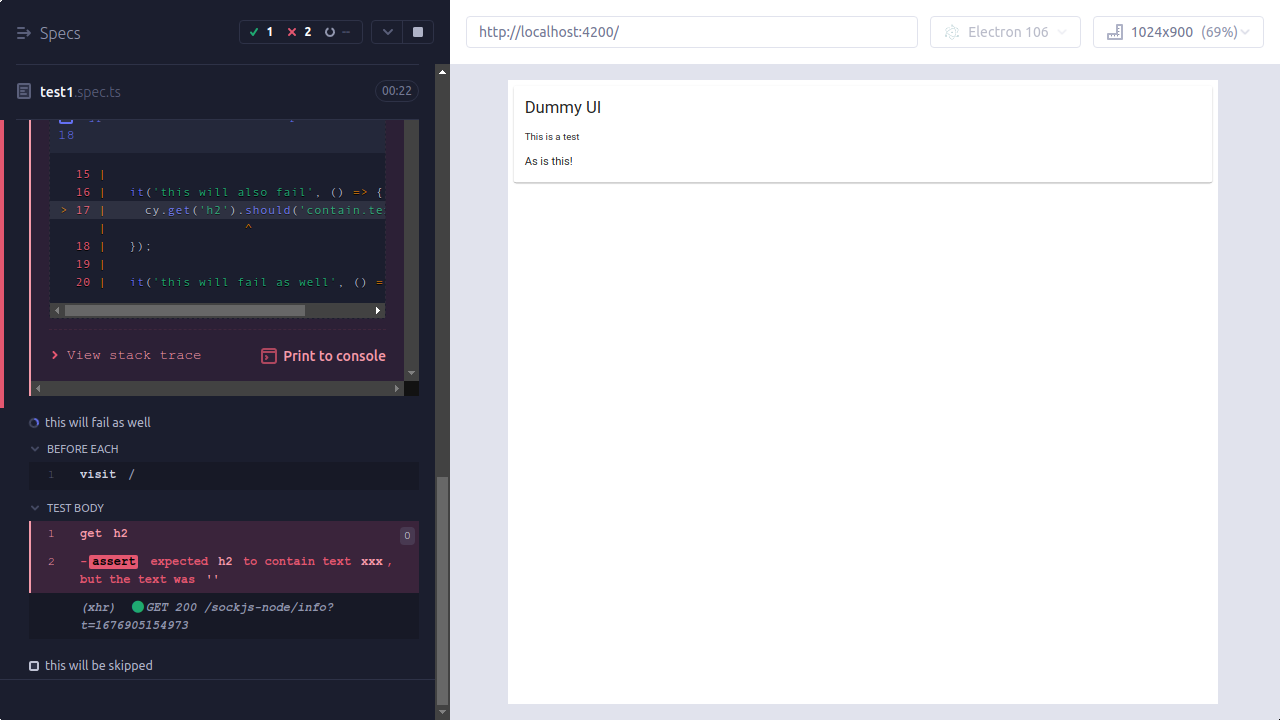 Specs
1 2 --
http://localhost:4200/
Electron 106
1024x900 (69%)
test1.spec.ts
00:22
18
15 |
16 | it('this will also fail', () => {
> 17 | cy.get('h2').should('contain.te
| ^
18 | });
19 |
20 | it('this will fail as well', () =
View stack trace
Print to console
this will fail as well
BEFORE EACH
1 visit /
TEST BODY
1 get h2 0
2 -assert expected h2 to contain text xxx,
but the text was ''
(xhr) GET 200 /sockjs-node/info?
t=1676905154973
this will be skipped
Dummy UI
This is a test
As is this!